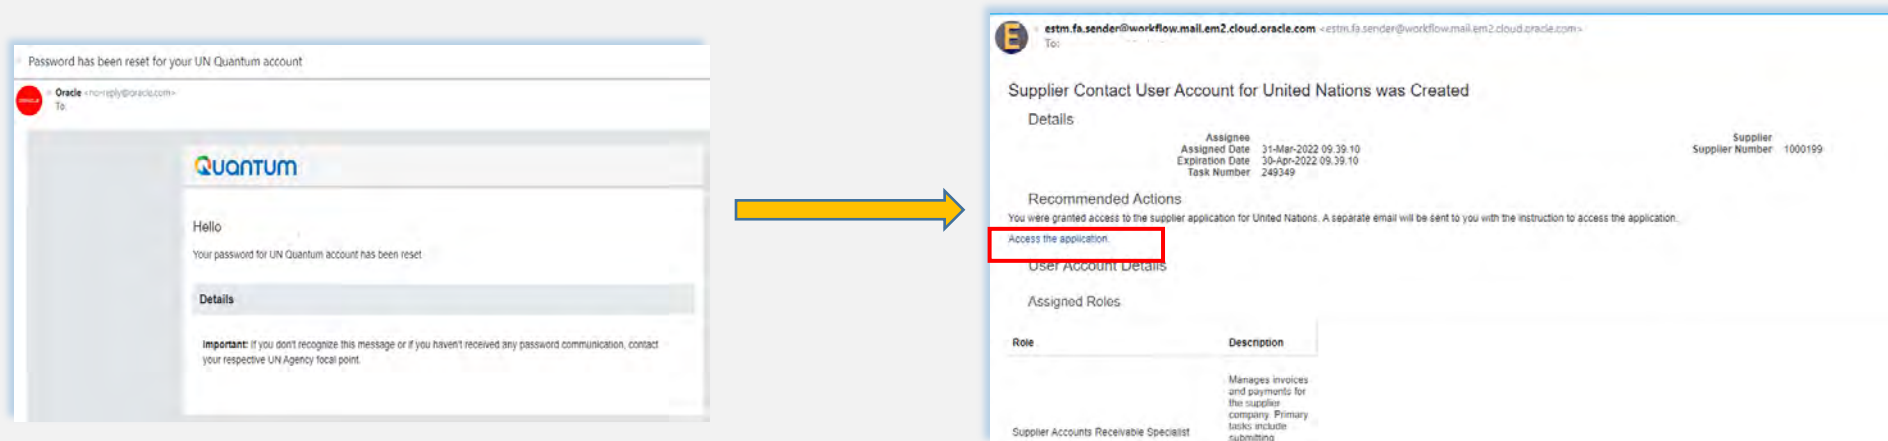 Password has been reset for your UN Quantum account
Oracle <no-reply@oracle.com>
To:
Quantum
Hello
Your password for UN Quantum account has been reset
Details
Important: If you don't recognize this message or if you haven't received any password communication, contact
your respective UN Agency focal point.
E
estm.fa.sender@workflow.mail.em2.cloud.oracle.com <estm.fa.sender@workflow.mail.em2.cloud.oracle.com>
To:
Supplier Contact User Account for United Nations was Created
Details
Assignee
Assigned Date 31-Mar-2022 09.39.10
Expiration Date 30-Apr-2022 09.39.10
Task Number 249349
Supplier
Supplier Number 1000199
Recommended Actions
You were granted access to the supplier application for United Nations. A separate email will be sent to you with the instruction to access the application.
Access the application.
User Account Details
Assigned Roles
Role Description
Manages invoices
and payments for
the supplier
company. Primary
tasks include
submitting
Supplier Accounts Receivable Specialist